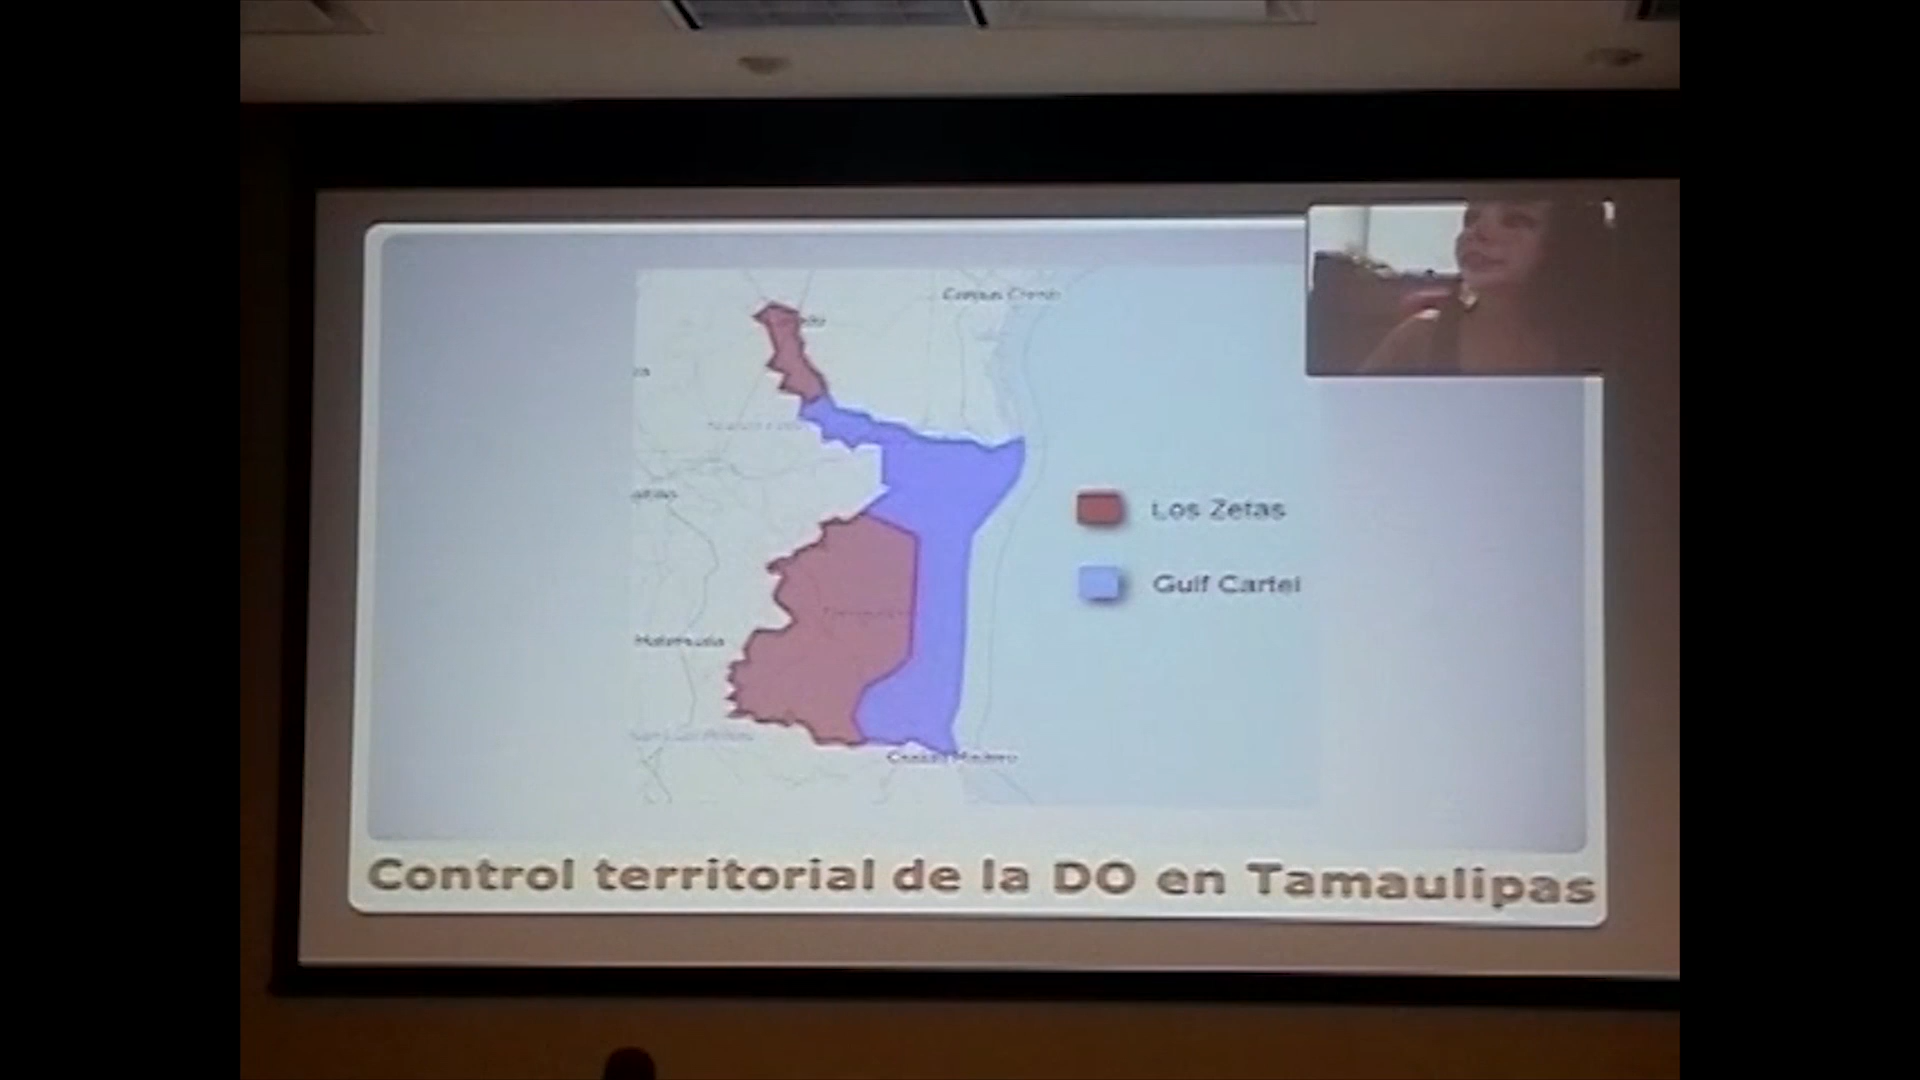 Corpus Christi
Los Zetas
Gulf Cartel
Matehuala
San Luis Potosí
Ciudad Madero
Control territorial de la DO en Tamaulipas